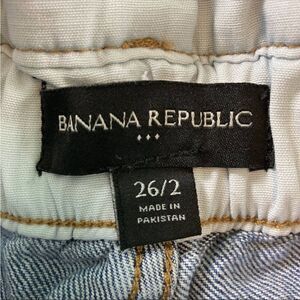 BANANA REPUBLIC
26/2
MADE IN
PAKISTAN